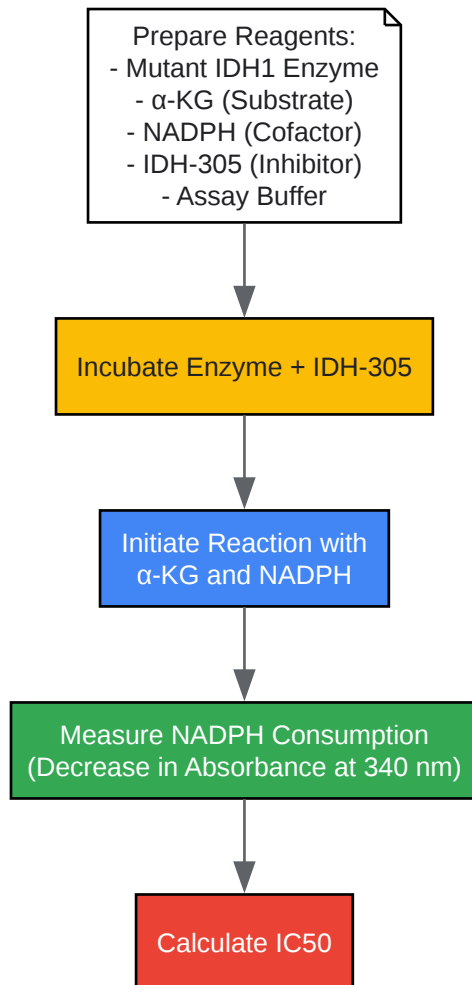 Prepare Reagents:
- Mutant IDH1 Enzyme
- α-KG (Substrate)
- NADPH (Cofactor)
- IDH-305 (Inhibitor)
- Assay Buffer
Incubate Enzyme + IDH-305
Initiate Reaction with
α-KG and NADPH
Measure NADPH Consumption
(Decrease in Absorbance at 340 nm)
Calculate IC50